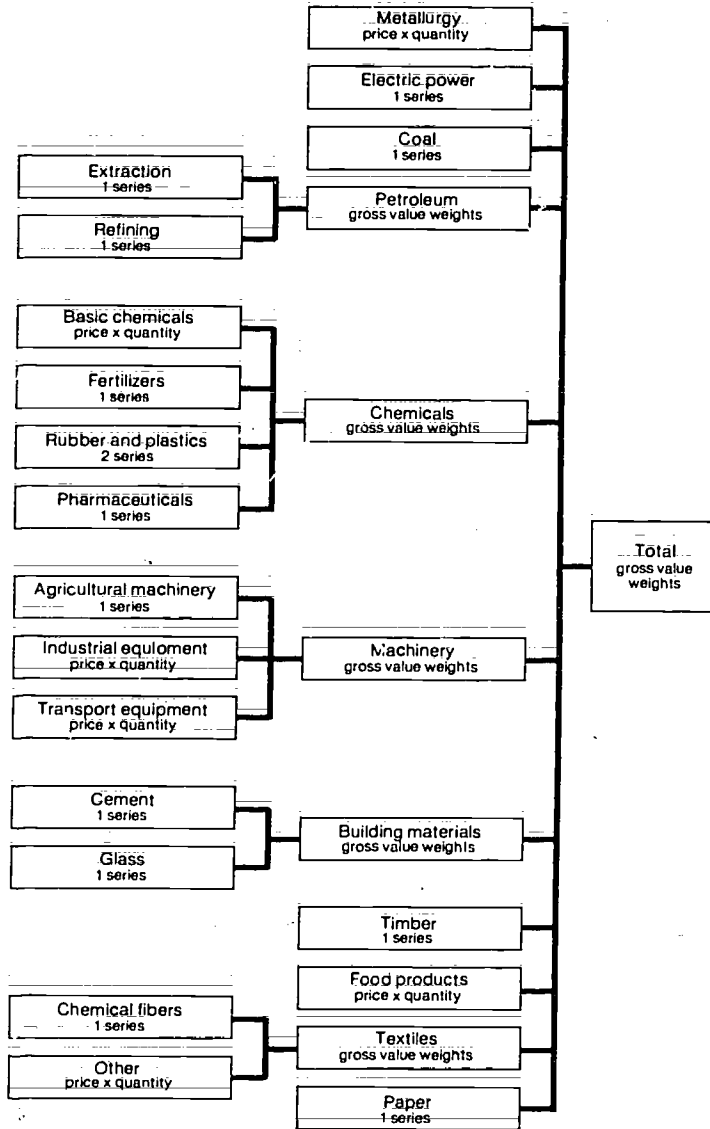 Metallurgy
price x quantity
Electric power
1 series
Coal
1 series
Extraction
1 series
Petroleum
gross value weights
Refining
1 series
Basic chemicals
price x quantity
Fertilizers
1 series
Chemicals
gross value weights
Rubber and plastics
2 series
Pharmaceuticals
1 series
Total
gross value
weights
Agricultural machinery
1 series
Industrial equioment
price x quantity
Machinery
gross value weights
Transport equipment
price x quantity
Cement
1 series
Building materials
gross value weights
Glass
1 series
Timber
1 series
Food products
price x quantity
Chemical fibers
1 series
Textiles
gross value weights
Other
price x quantity
Paper
1 series